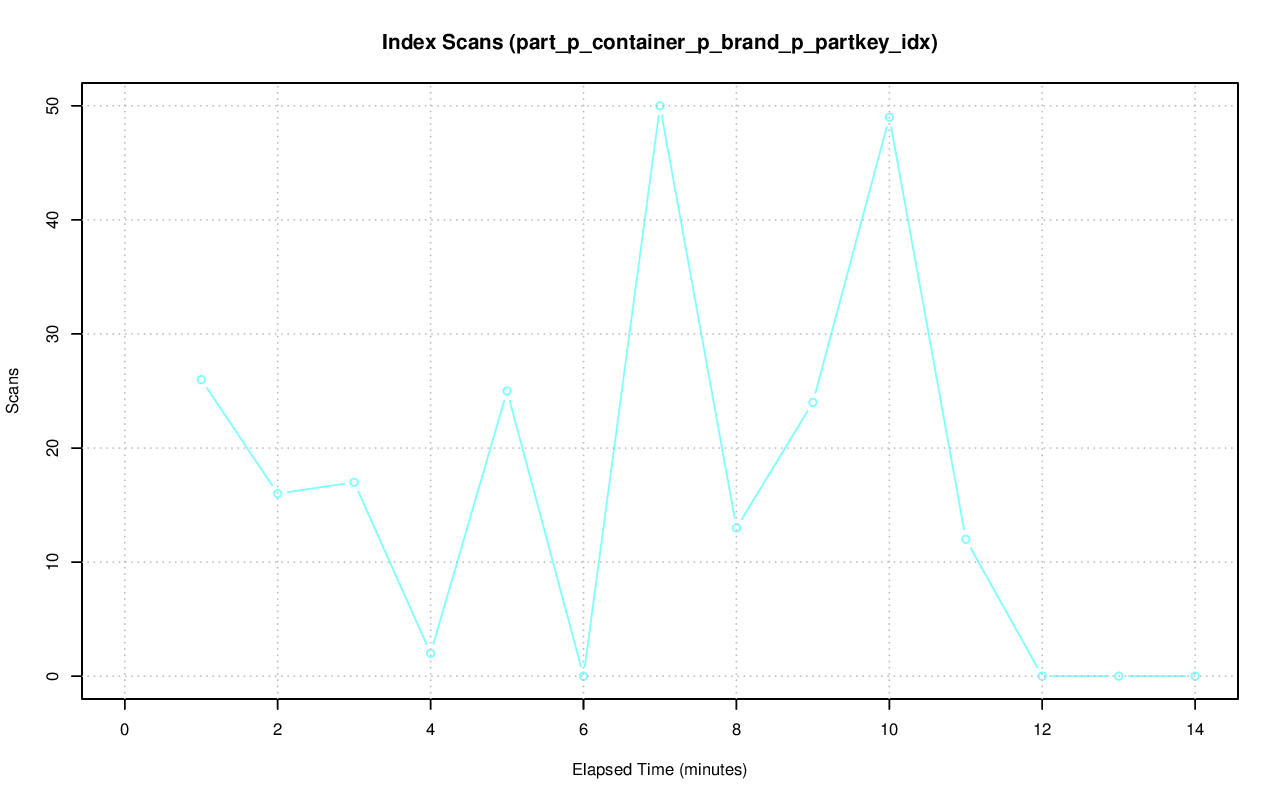 Index Scans (part_p_container_p_brand_p_partkey_idx)
50
40
30
20
10
0
Scans
0 2 4 6 8 10 12 14
Elapsed Time (minutes)